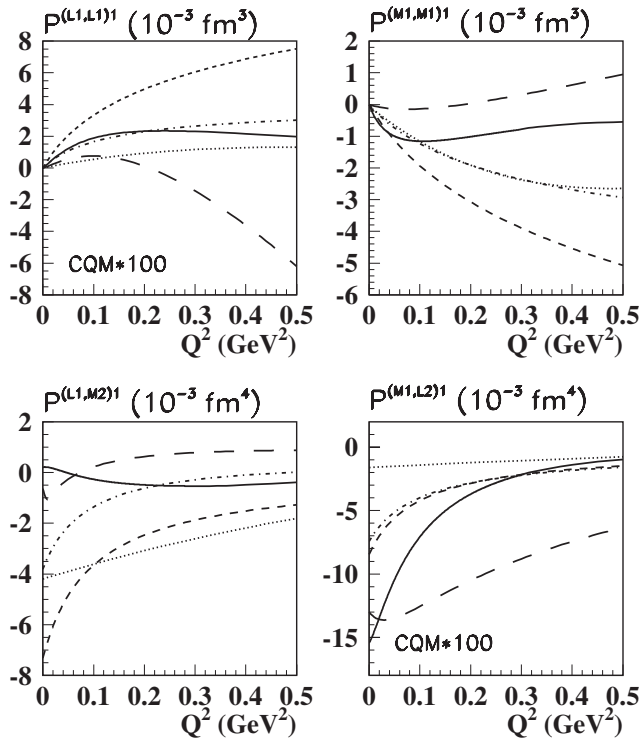 P^(L1,L1)1 (10^-3 fm^3)
8
6
4
2
0
-2
-4
-6
-8
CQM*100
0 0.1 0.2 0.3 0.4 0.5
Q^2 (GeV^2)
P^(M1,M1)1 (10^-3 fm^3)
2
1
0
-1
-2
-3
-4
-5
-6
0 0.1 0.2 0.3 0.4 0.5
Q^2 (GeV^2)
P^(L1,M2)1 (10^-3 fm^4)
2
0
-2
-4
-6
-8
0 0.1 0.2 0.3 0.4 0.5
Q^2 (GeV^2)
P^(M1,L2)1 (10^-3 fm^4)
0
-5
-10
-15
CQM*100
0 0.1 0.2 0.3 0.4 0.5
Q^2 (GeV^2)